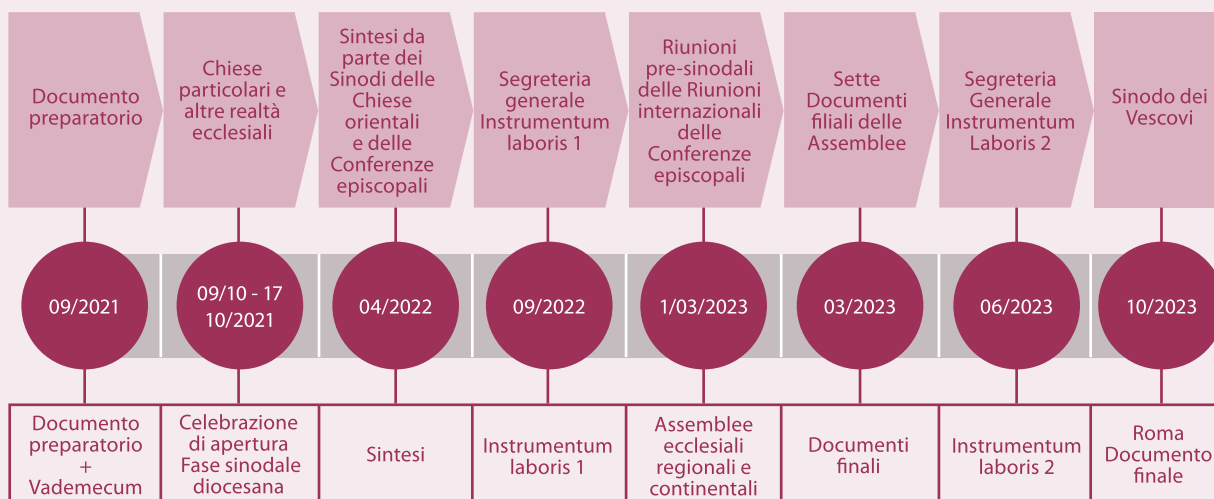 Documento
preparatorio
Chiese
particolari e
altre realtà
ecclesiali
Sintesi da
parte dei
Sinodi delle
Chiese
orientali
e delle
Conferenze
episcopali
Segreteria
generale
Instrumentum
laboris 1
Riunioni
pre-sinodali
delle Riunioni
internazionali
delle
Conferenze
episcopali
Sette
Documenti
filiali delle
Assemblee
Segreteria
Generale
Instrumentum
Laboris 2
Sinodo dei
Vescovi
09/2021
09/10 - 17
10/2021
04/2022
09/2022
1/03/2023
03/2023
06/2023
10/2023
Documento
preparatorio
+
Vademecum
Celebrazione
di apertura
Fase sinodale
diocesana
Sintesi
Instrumentum
laboris 1
Assemblee
ecclesiali
regionali e
continentali
Documenti
finali
Instrumentum
laboris 2
Roma
Documento
finale